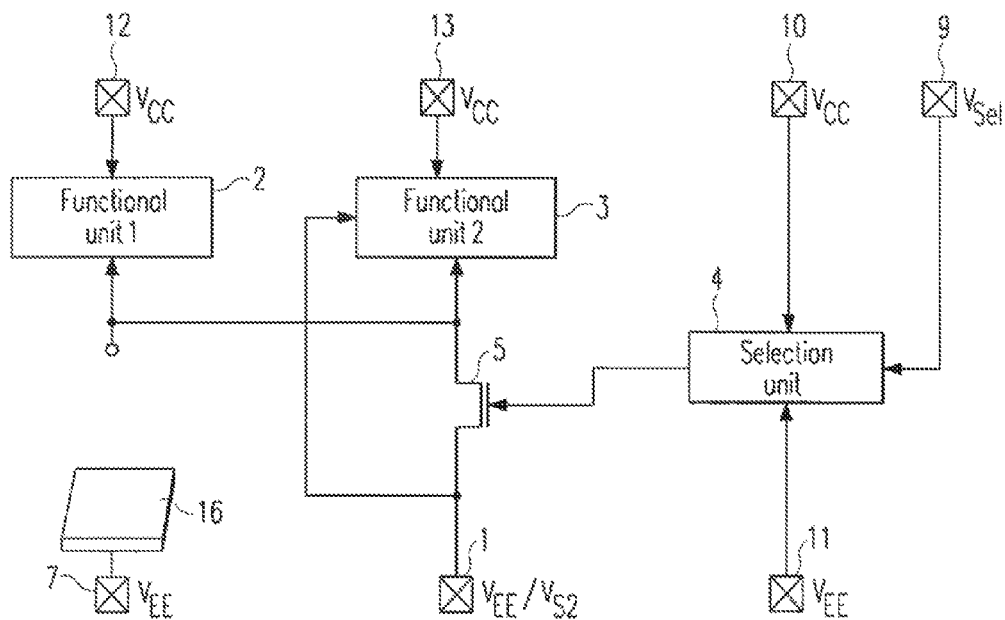 12
13
10
9
VCC
VCC
VCC
VSel
Functional
unit 1
2
Functional
unit 2
3
4
Selection
unit
5
16
7
VEE
1
VEE/VS2
11
VEE